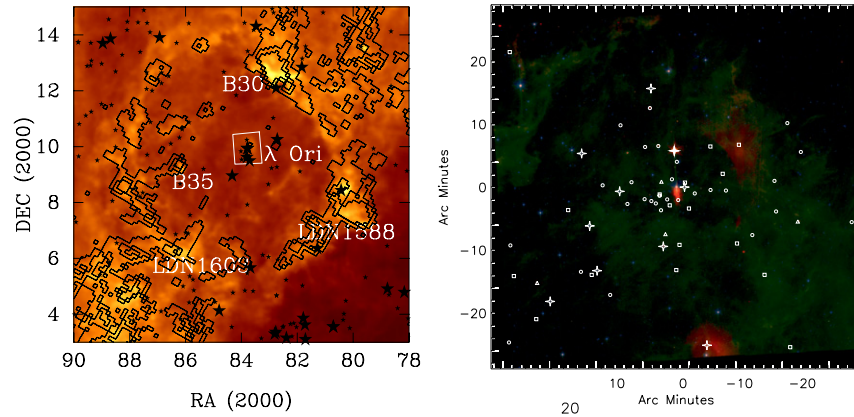 14
12
10
8
6
4
DEC (2000)
B30
λ Ori
B35
LDN1588
LDN1603
90 88 86 84 82 80 78
RA (2000)
20
10
0
-10
-20
Arc Minutes
20 10 0 -10 -20
Arc Minutes